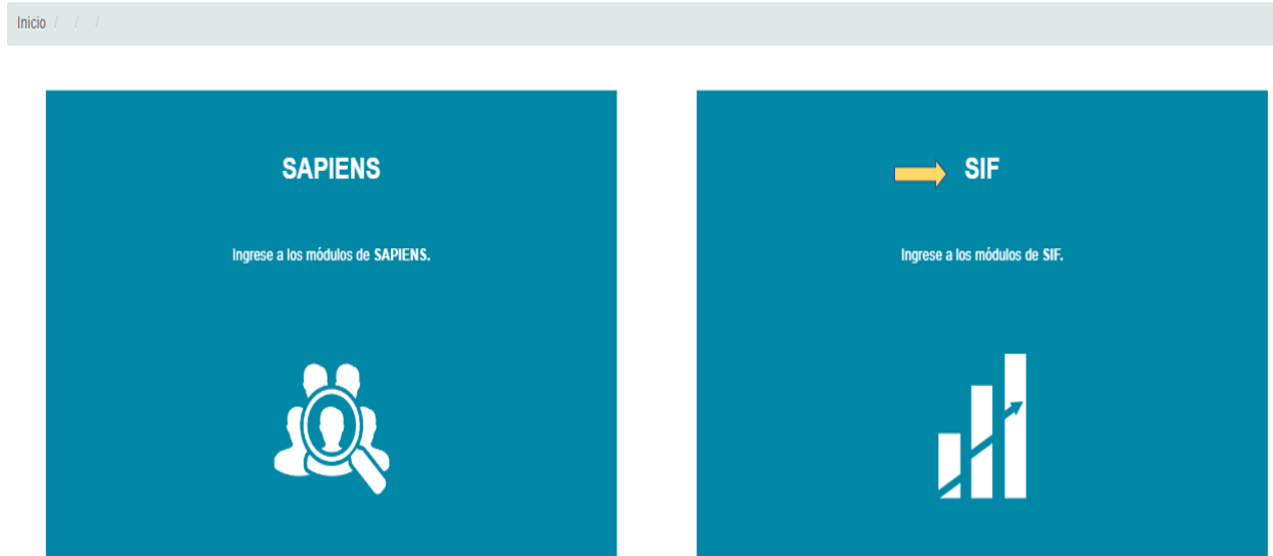 Inicio / / /
SAPIENS
Ingrese a los módulos de SAPIENS.
SIF
Ingrese a los módulos de SIF.